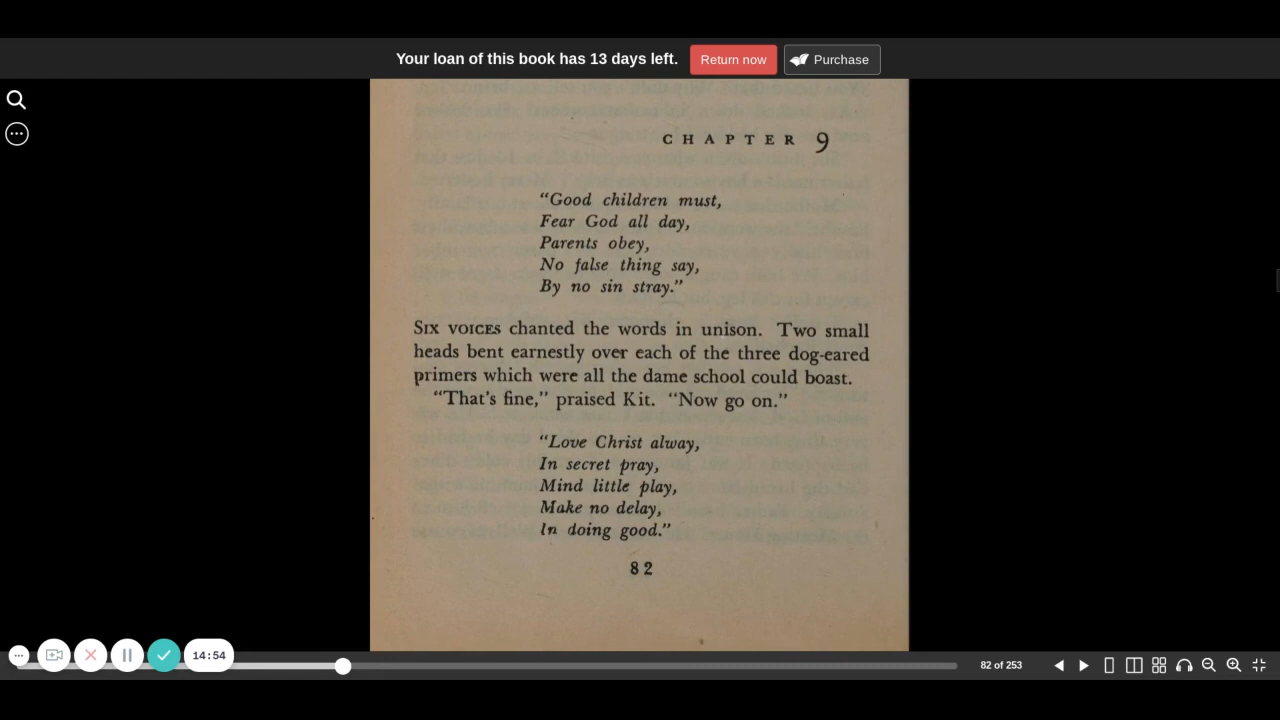 Your loan of this book has 13 days left.
Return now
Purchase
CHAPTER 9
"Good children must,
Fear God all day,
Parents obey,
No false thing say,
By no sin stray."
SIX VOICES chanted the words in unison. Two small
heads bent earnestly over each of the three dog-eared
primers which were all the dame school could boast.
"That's fine," praised Kit. "Now go on."
"Love Christ alway,
In secret pray,
Mind little play,
Make no delay,
In doing good."
82
14:54
82 of 253